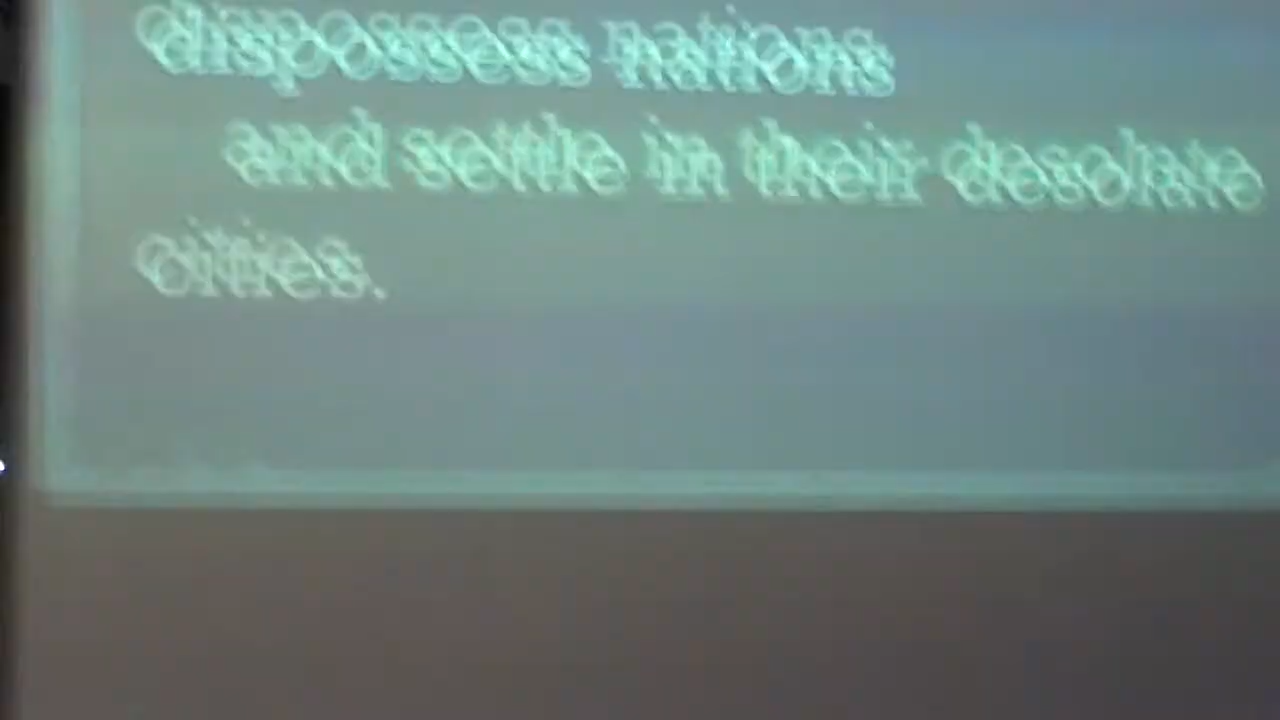 dispossess nations
and settle in their desolate
cities.